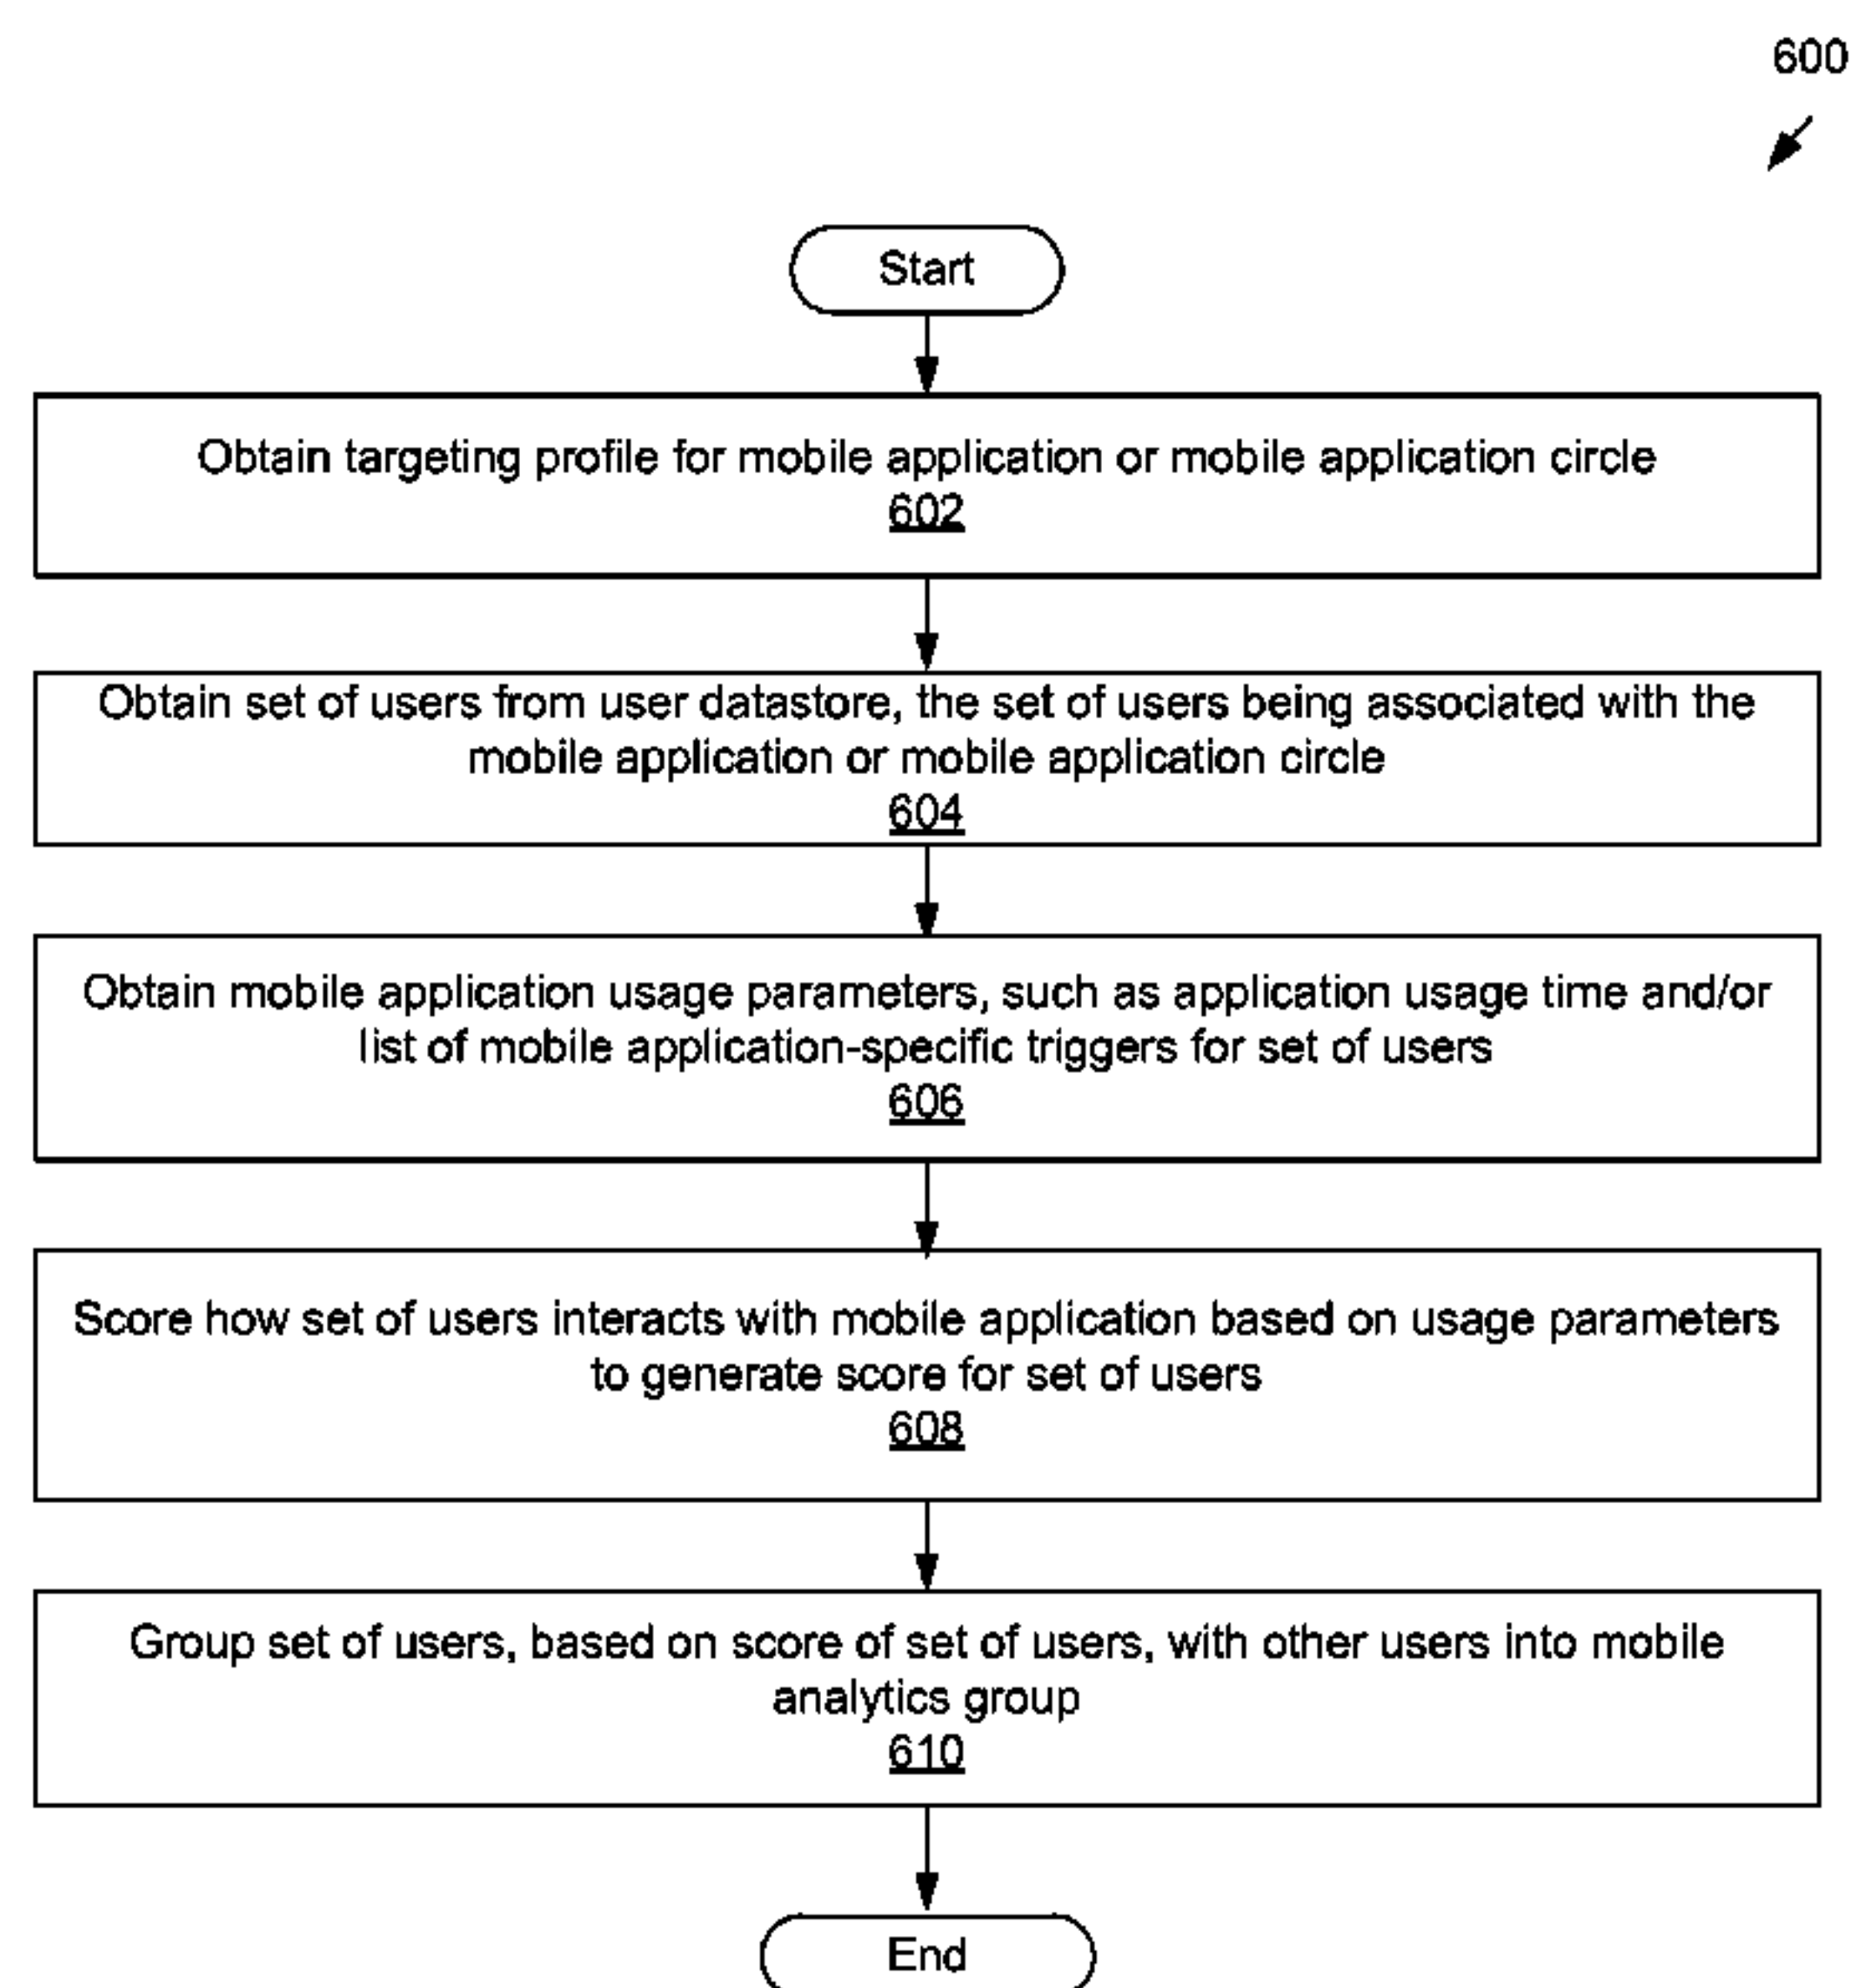 600
Start
Obtain targeting profile for mobile application or mobile application circle
602
Obtain set of users from user datastore, the set of users being associated with the
mobile application or mobile application circle
604
Obtain mobile application usage parameters, such as application usage time and/or
list of mobile application-specific triggers for set of users
606
Score how set of users interacts with mobile application based on usage parameters
to generate score for set of users
608
Group set of users, based on score of set of users, with other users into mobile
analytics group
610
End